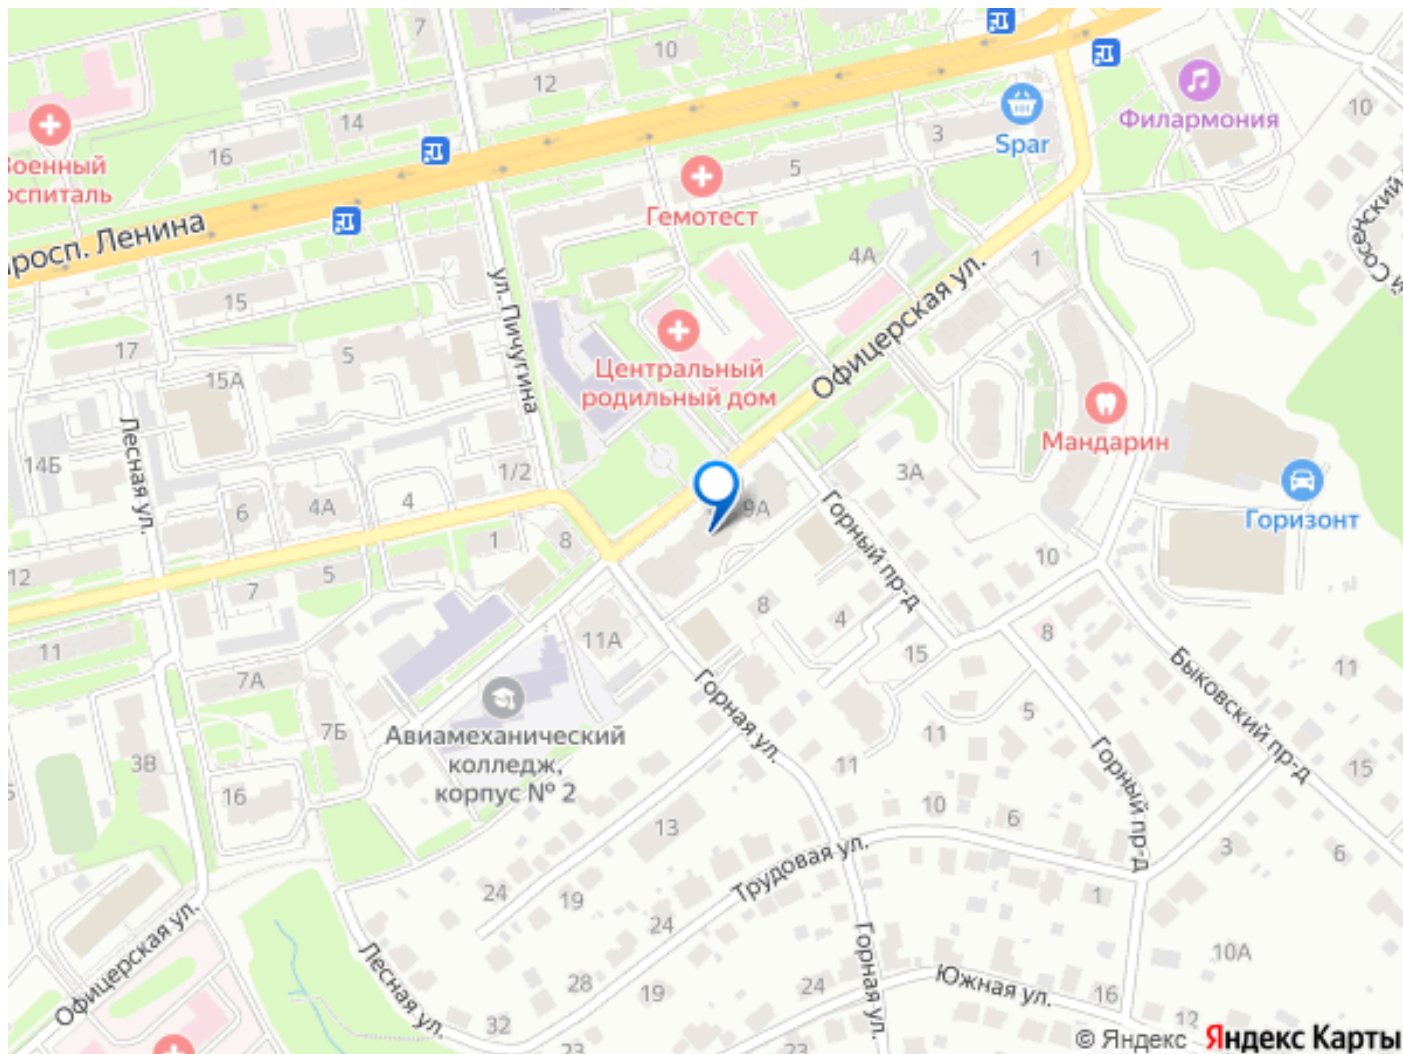 7
10
12
14
16
Филармония
10
Spar
3
5
Военный
госпиталь
Гемотест
просп. Ленина
ул. Пичугина
4А
1
Офицерская ул.
15
17
5
15А
Центральный
родильный дом
Мандарин
Лесная ул.
14Б
1/2
6
4А
4
3А
Горизонт
9А
Горный пр-д
10
1
8
5
7
12
11
8
4
11А
15
8
11
7А
Быковский пр-д
7Б
Авиамеханический
колледж,
корпус № 2
Горная ул.
5
11
11
Горный пр-д
3В
16
15
13
10
6
3
6
Трудовая ул.
24
19
24
1
Офицерская ул.
Лесная ул.
28
19
24
Горная ул.
Южная ул.
10А
16
32
23
23
12
© Яндекс Яндекс Карты